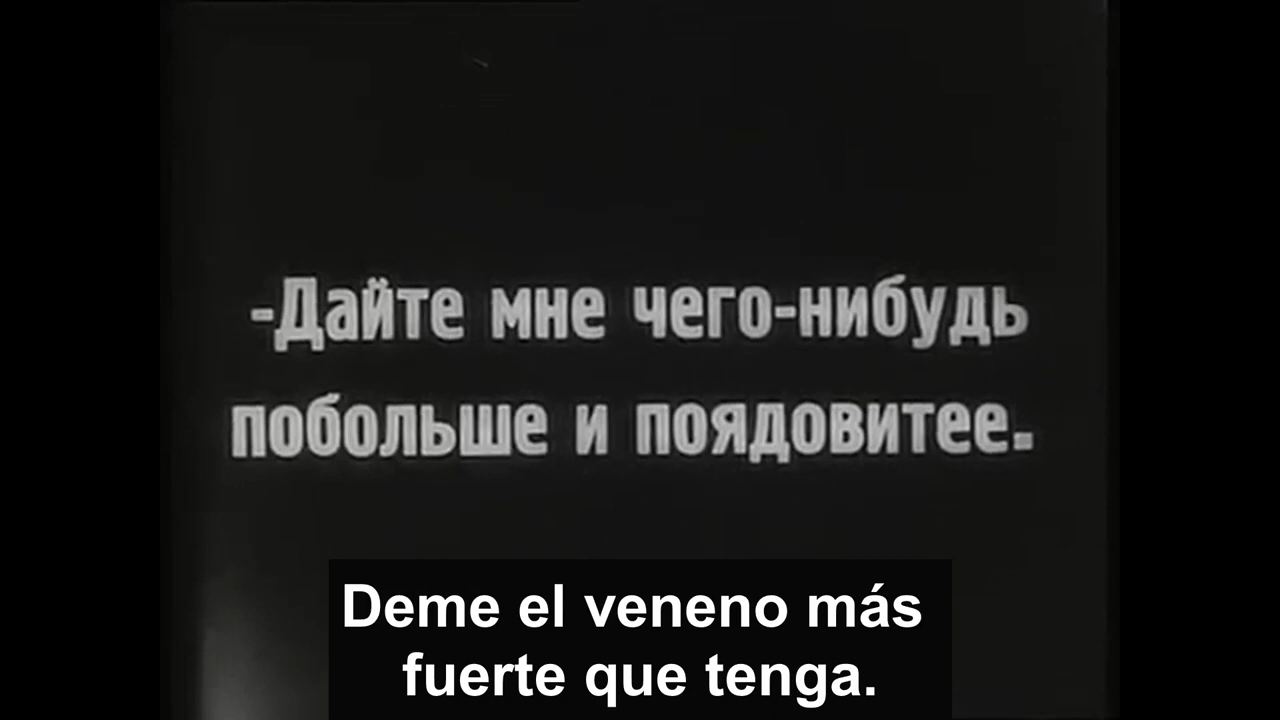 -Дайте мне чего-нибудь
побольше и поядовитее.
Deme el veneno más
fuerte que tenga.